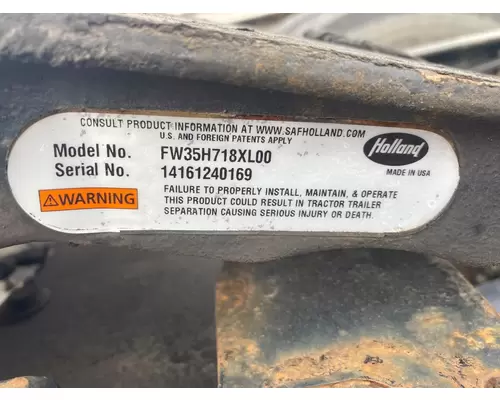 CONSULT PRODUCT INFORMATION AT WWW.SAFHOLLAND.COM
U.S. AND FOREIGN PATENTS APPLY
Model No. FW35H718XL00
Serial No. 14161240169
Holland
MADE IN USA
WARNING
FAILURE TO PROPERLY INSTALL, MAINTAIN, & OPERATE
THIS PRODUCT COULD RESULT IN TRACTOR TRAILER
SEPARATION CAUSING SERIOUS INJURY OR DEATH.